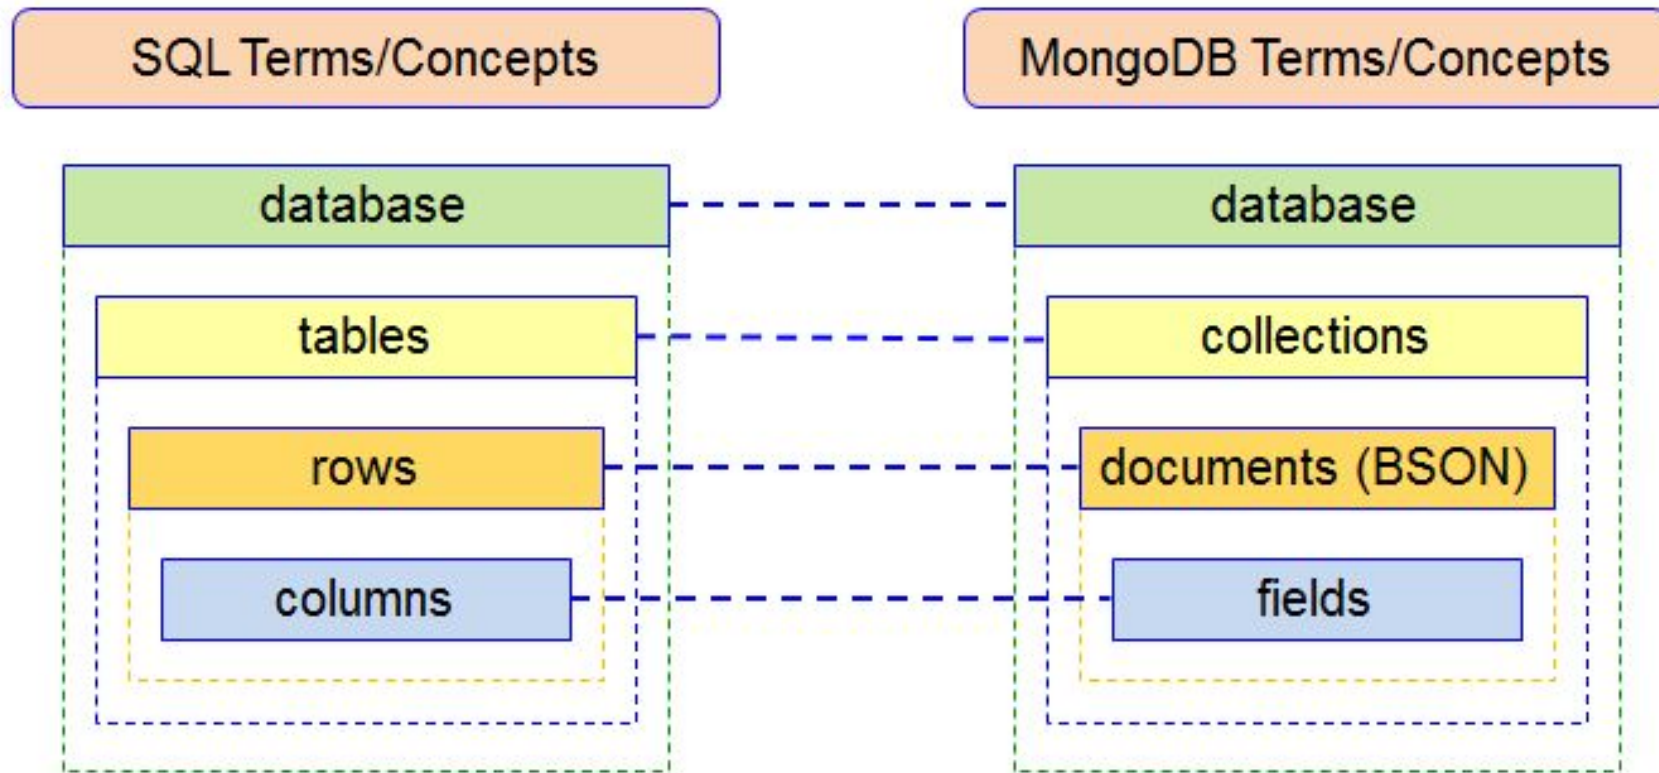 SQL Terms/Concepts
MongoDB Terms/Concepts
database
database
tables
collections
rows
documents (BSON)
columns
fields